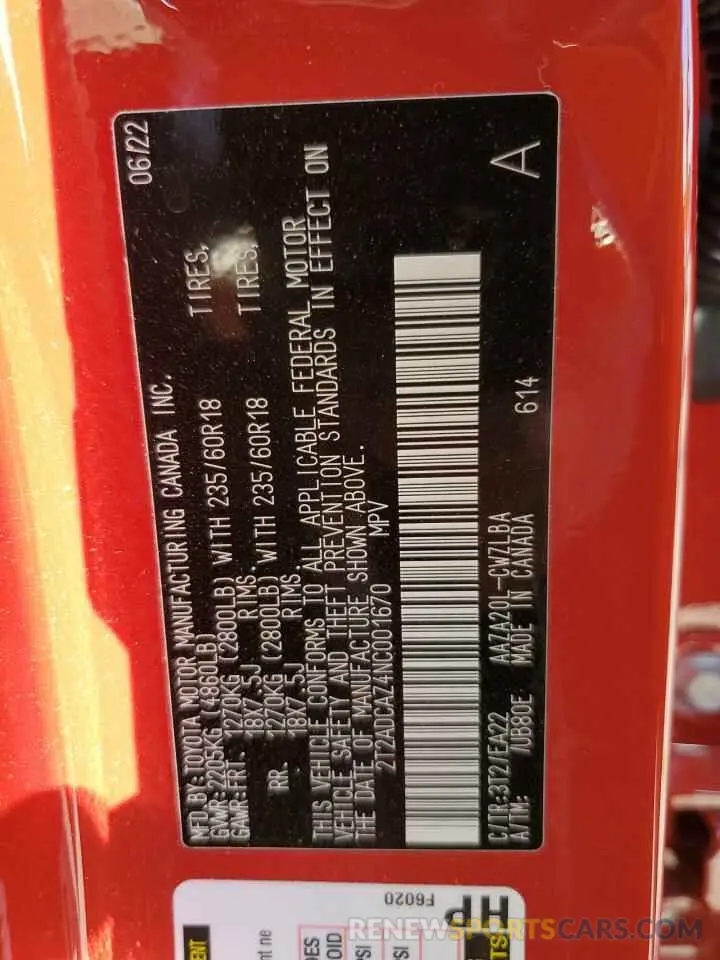 06/22
MFD. BY:TOYOTA MOTOR MANUFACTURING CANADA INC.
GVWR:2205KG (4860LB)
GAWR:FRT. 1270KG (2800LB) WITH 235/60R18 TIRES,
18X7.5J RIMS,
RR. 1270KG (2800LB) WITH 235/60R18 TIRES,
18X7.5J RIMS,
THIS VEHICLE CONFORMS TO ALL APPLICABLE FEDERAL MOTOR
VEHICLE SAFETY AND THEFT PREVENTION STANDARDS IN EFFECT ON
THE DATE OF MANUFACTURE SHOWN ABOVE.
2T2ADCAZ4NC001670 MPV
A
C/TR:3T2/EA22 AAZA20L-CWZLBA 614
A/TM: /UB80E MADE IN CANADA
F6020
HP
RENEWSPORTSCARS.COM